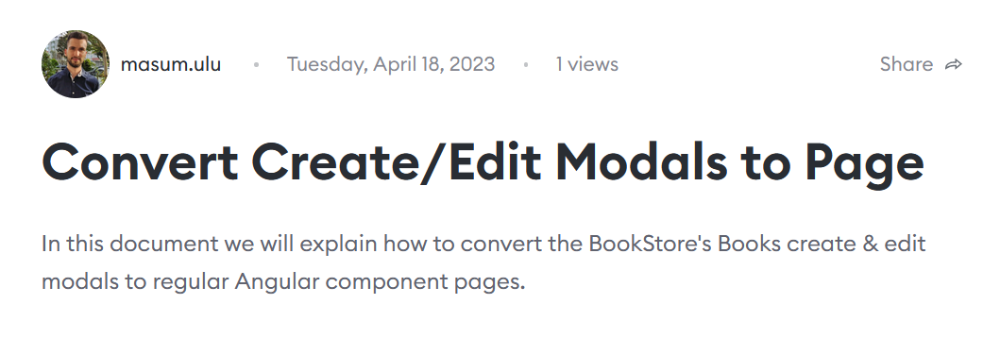 masum.ulu • Tuesday, April 18, 2023 • 1 views Share
Convert Create/Edit Modals to Page
In this document we will explain how to convert the BookStore's Books create & edit
modals to regular Angular component pages.